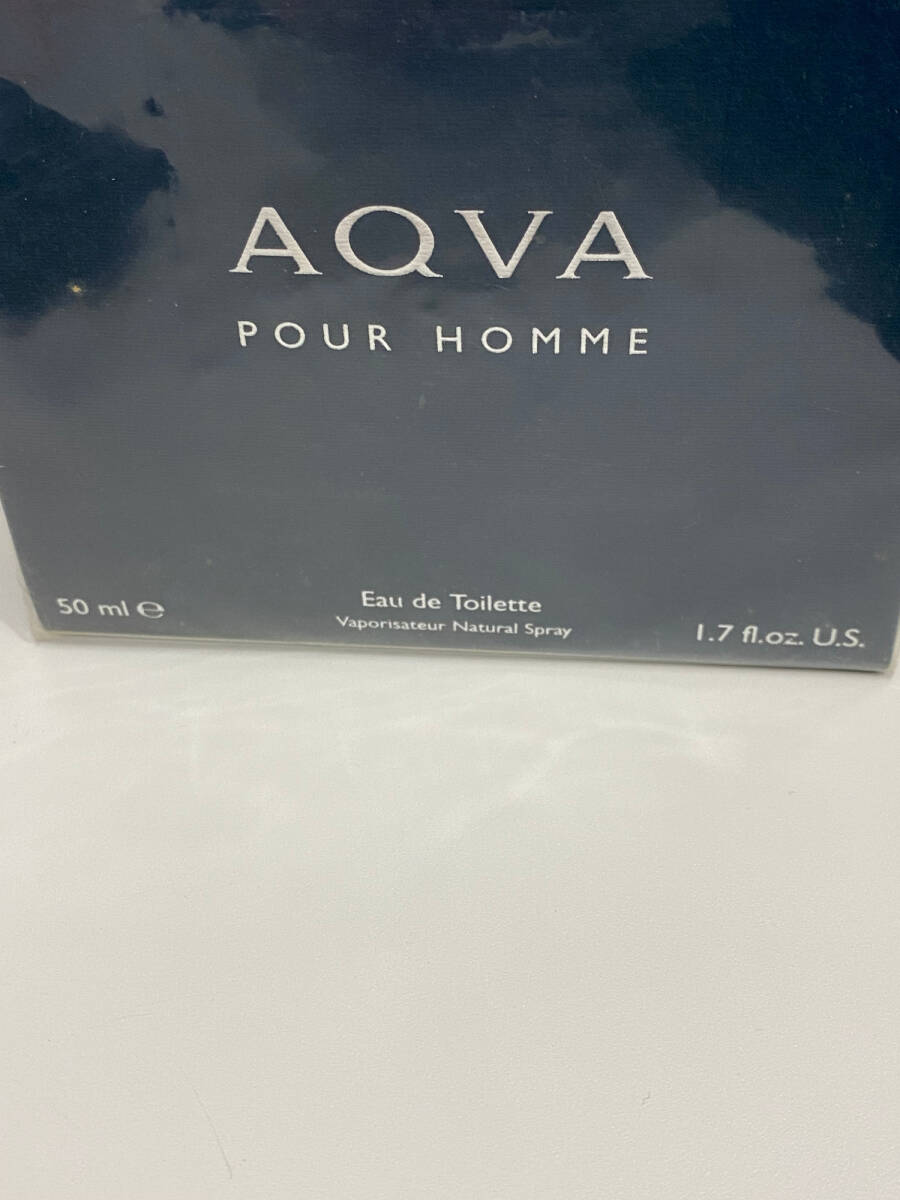 AQVA
POUR HOMME
50 ml ℮
Eau de Toilette
Vaporisateur Natural Spray
1.7 fl.oz. U.S.